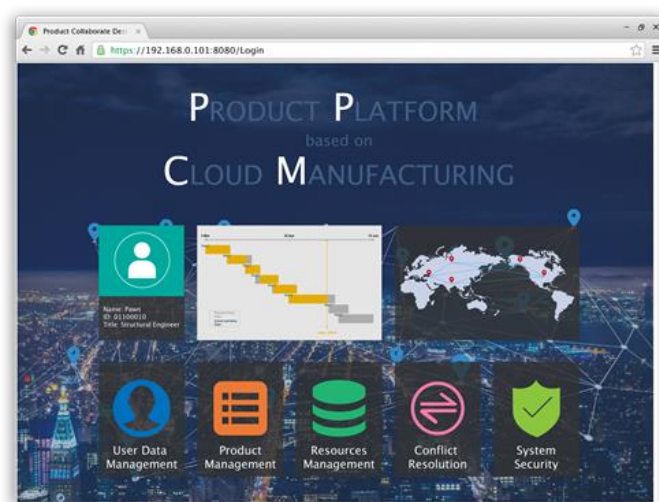 Product Collaborate Des
https://192.168.0.101:8080/Login
PRODUCT PLATFORM
based on
CLOUD MANUFACTURING
Name: Pawn
ID: 01100010
Title: Structural Engineer
User Data
Management
Product
Management
Resources
Management
Conflict
Resolution
System
Security